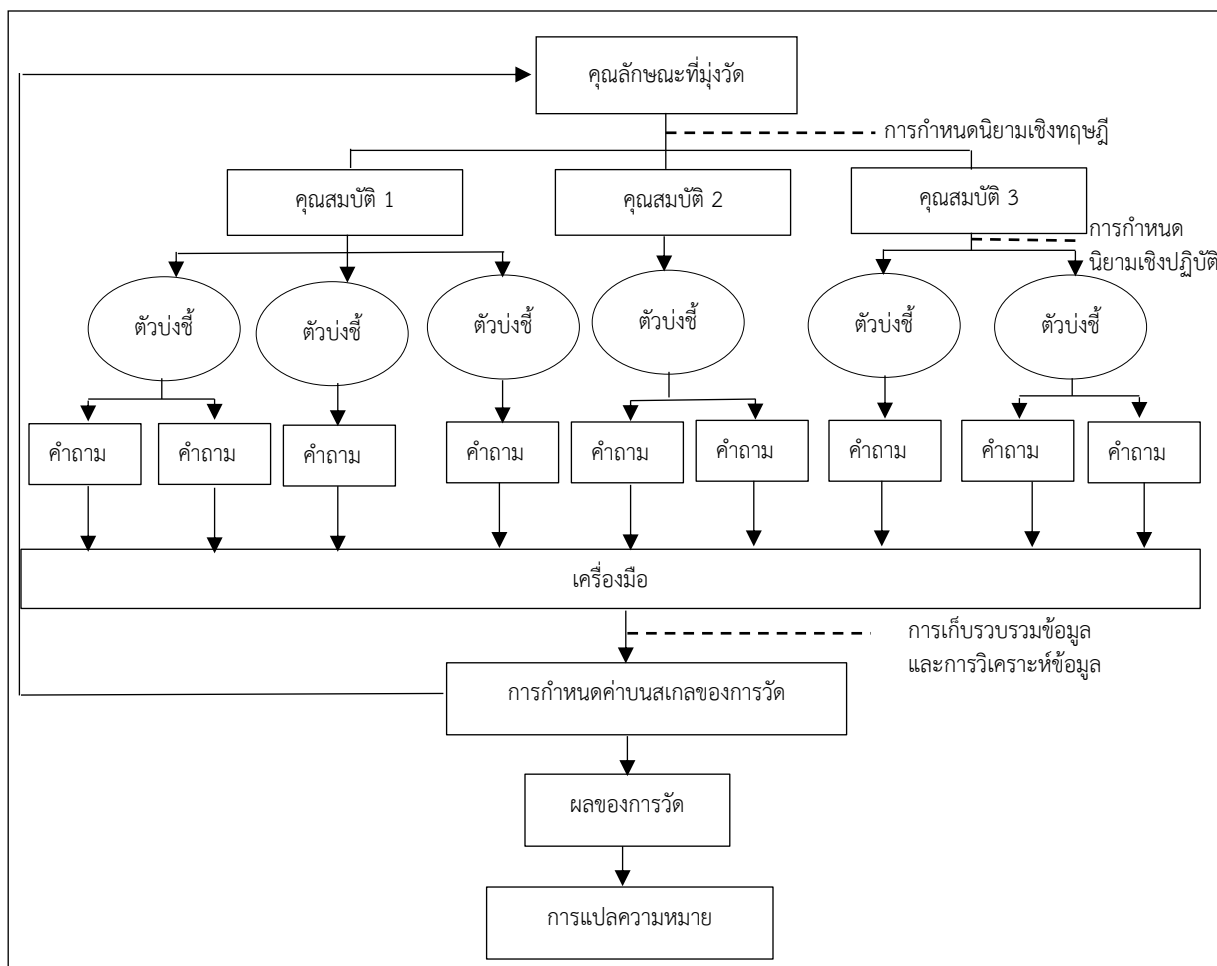 คุณลักษณะที่มุ่งวัด
การกำหนดนิยามเชิงทฤษฎี
คุณสมบัติ 1
คุณสมบัติ 2
คุณสมบัติ 3
การกำหนด
นิยามเชิงปฏิบัติ
ตัวบ่งชี้
ตัวบ่งชี้
ตัวบ่งชี้
ตัวบ่งชี้
ตัวบ่งชี้
ตัวบ่งชี้
คำถาม
คำถาม
คำถาม
คำถาม
คำถาม
คำถาม
คำถาม
คำถาม
คำถาม
เครื่องมือ
การเก็บรวบรวมข้อมูล
และการวิเคราะห์ข้อมูล
การกำหนดค่าบนสเกลของการวัด
ผลของการวัด
การแปลความหมาย